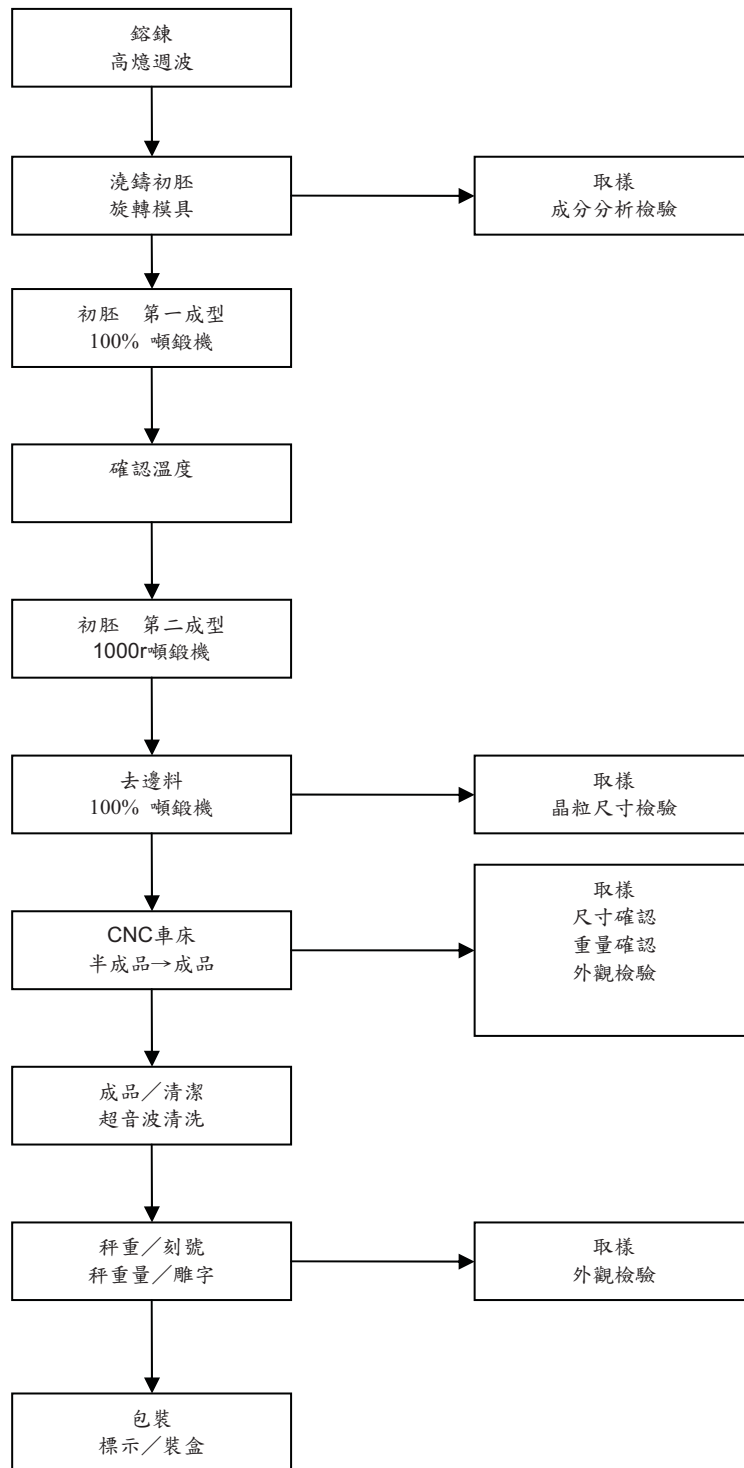 鎔鍊
高燱週波
澆鑄初胚
旋轉模具
取樣
成分分析檢驗
初胚　第一成型
100% 噸鍛機
確認溫度
初胚　第二成型
1000r噸鍛機
去邊料
100% 噸鍛機
取樣
晶粒尺寸檢驗
CNC車床
半成品→成品
取樣
尺寸確認
重量確認
外觀檢驗
成品／清潔
超音波清洗
秤重／刻號
秤重量／雕字
取樣
外觀檢驗
包裝
標示／裝盒